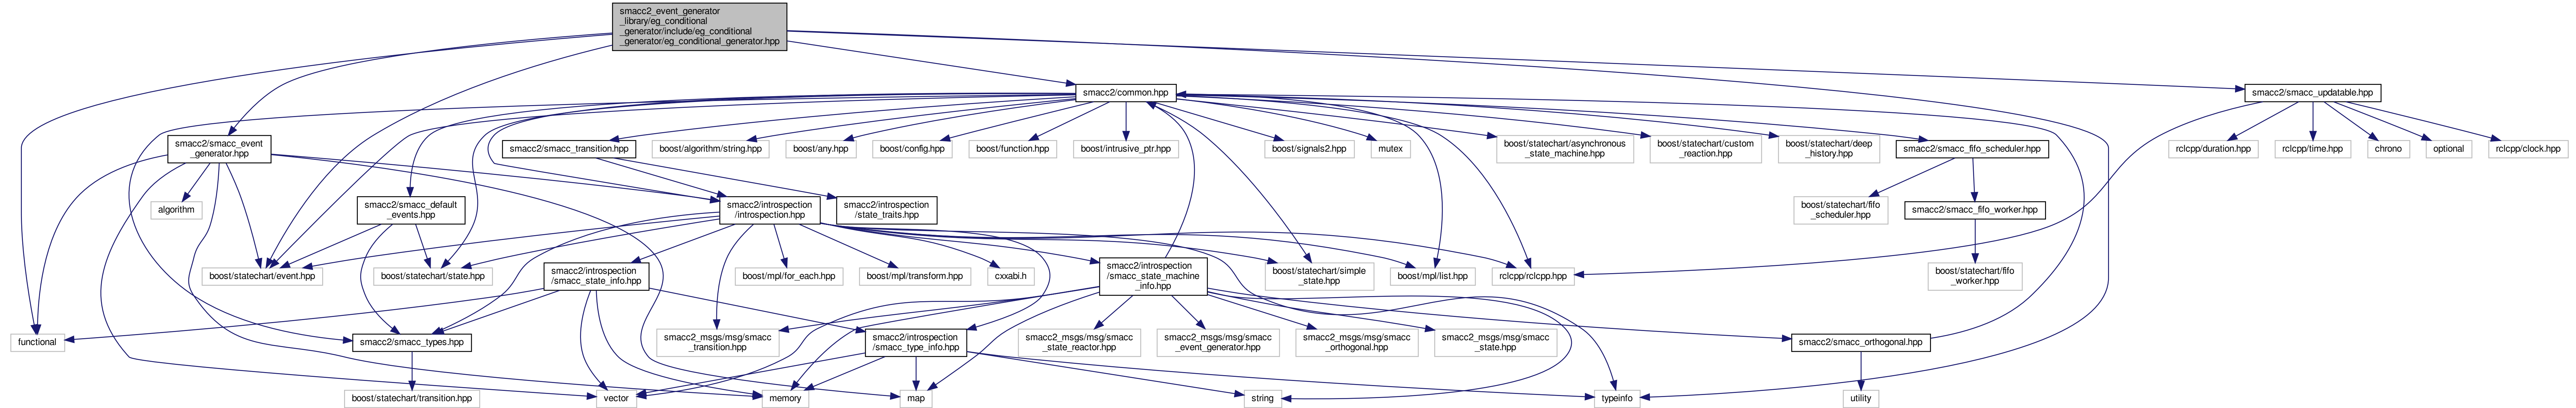 smacc2_event_generator
_library/eg_conditional
_generator/include/eg_conditional
_generator/eg_conditional_generator.hpp
smacc2/common.hpp
smacc2/smacc_updatable.hpp
smacc2/smacc_event
_generator.hpp
smacc2/smacc_transition.hpp
boost/algorithm/string.hpp
boost/any.hpp
boost/config.hpp
boost/function.hpp
boost/intrusive_ptr.hpp
boost/signals2.hpp
mutex
boost/statechart/asynchronous
_state_machine.hpp
boost/statechart/custom
_reaction.hpp
boost/statechart/deep
_history.hpp
smacc2/smacc_fifo_scheduler.hpp
rclcpp/duration.hpp
rclcpp/time.hpp
chrono
optional
rclcpp/clock.hpp
algorithm
smacc2/smacc_default
_events.hpp
smacc2/introspection
/introspection.hpp
smacc2/introspection
/state_traits.hpp
boost/statechart/fifo
_scheduler.hpp
smacc2/smacc_fifo_worker.hpp
boost/statechart/event.hpp
boost/statechart/state.hpp
smacc2/introspection
/smacc_state_info.hpp
boost/mpl/for_each.hpp
boost/mpl/transform.hpp
cxxabi.h
smacc2/introspection
/smacc_state_machine
_info.hpp
boost/statechart/simple
_state.hpp
boost/mpl/list.hpp
rclcpp/rclcpp.hpp
boost/statechart/fifo
_worker.hpp
functional
smacc2/smacc_types.hpp
smacc2_msgs/msg/smacc
_transition.hpp
smacc2/introspection
/smacc_type_info.hpp
smacc2_msgs/msg/smacc
_state_reactor.hpp
smacc2_msgs/msg/smacc
_event_generator.hpp
smacc2_msgs/msg/smacc
_orthogonal.hpp
smacc2_msgs/msg/smacc
_state.hpp
smacc2/smacc_orthogonal.hpp
boost/statechart/transition.hpp
vector
memory
map
string
typeinfo
utility